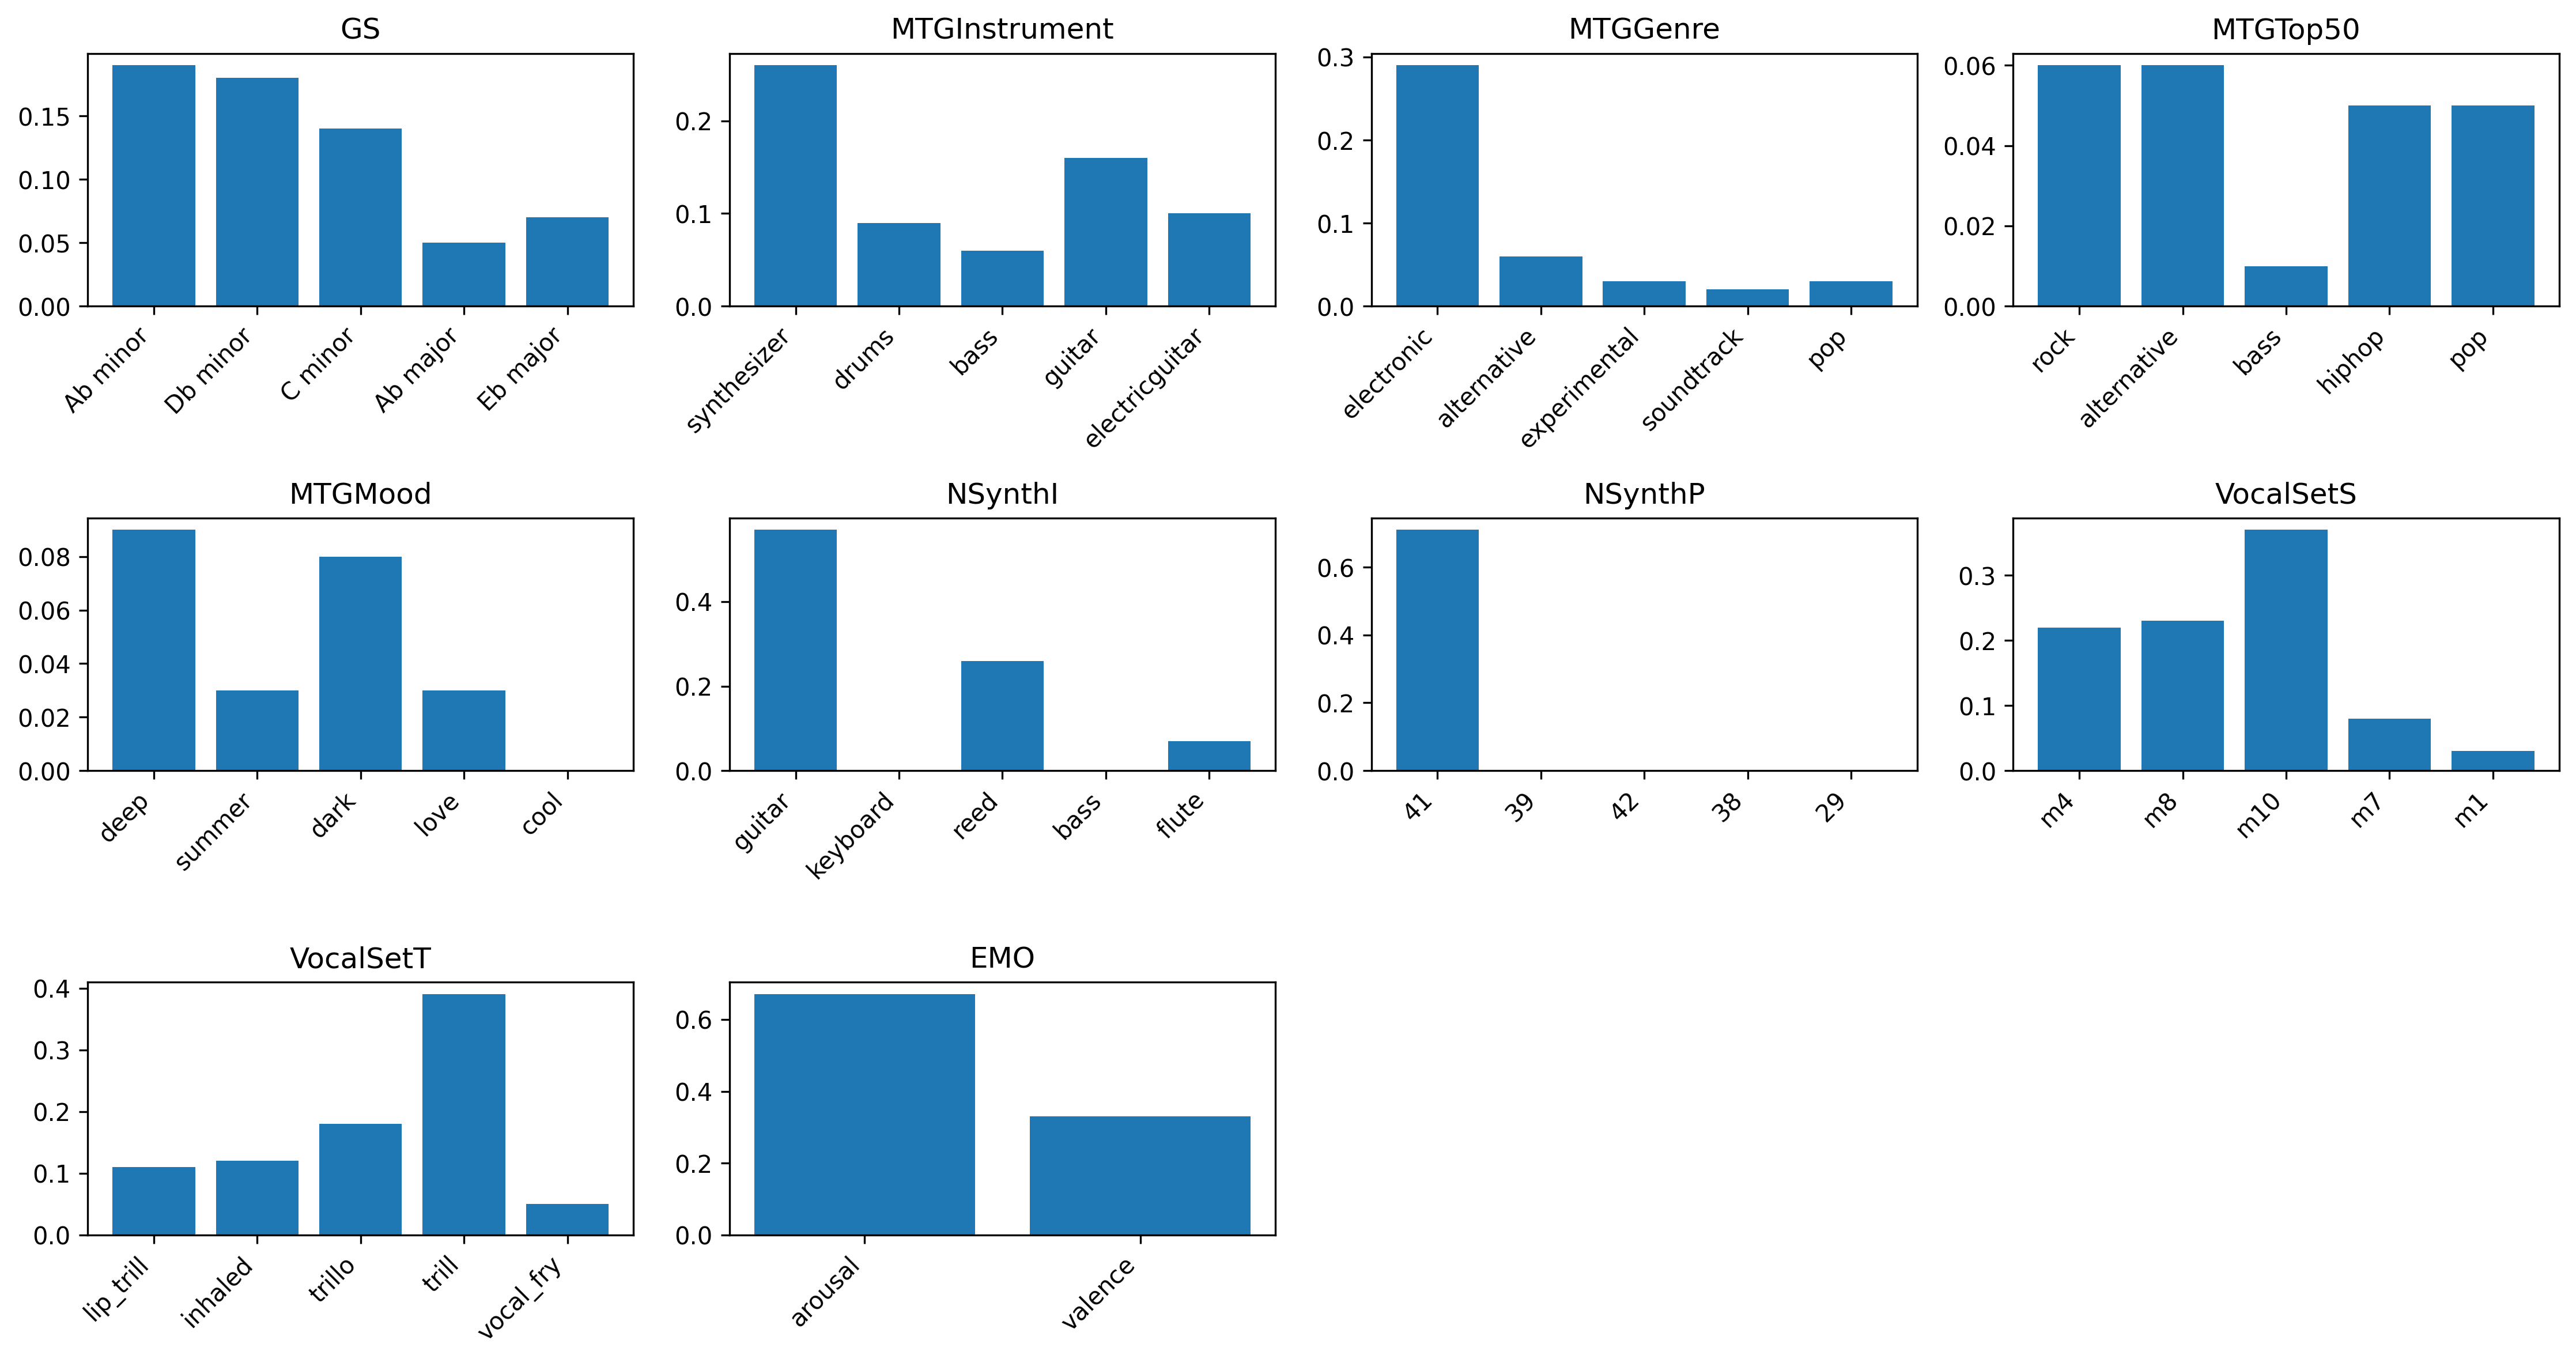 GS
0.15
0.10
0.05
0.00
Ab minor
Db minor
C minor
Ab major
Eb major
MTGInstrument
0.2
0.1
0.0
synthesizer
drums
bass
guitar
electricguitar
MTGGenre
0.3
0.2
0.1
0.0
electronic
alternative
experimental
soundtrack
pop
MTGTop50
0.06
0.04
0.02
0.00
rock
alternative
bass
hiphop
pop
MTGMood
0.08
0.06
0.04
0.02
0.00
deep
summer
dark
love
cool
NSynthI
0.4
0.2
0.0
guitar
keyboard
reed
bass
flute
NSynthP
0.6
0.4
0.2
0.0
41
39
42
38
29
VocalSetS
0.3
0.2
0.1
0.0
m4
m8
m10
m7
m1
VocalSetT
0.4
0.3
0.2
0.1
0.0
lip_trill
inhaled
trillo
trill
vocal_fry
EMO
0.6
0.4
0.2
0.0
arousal
valence